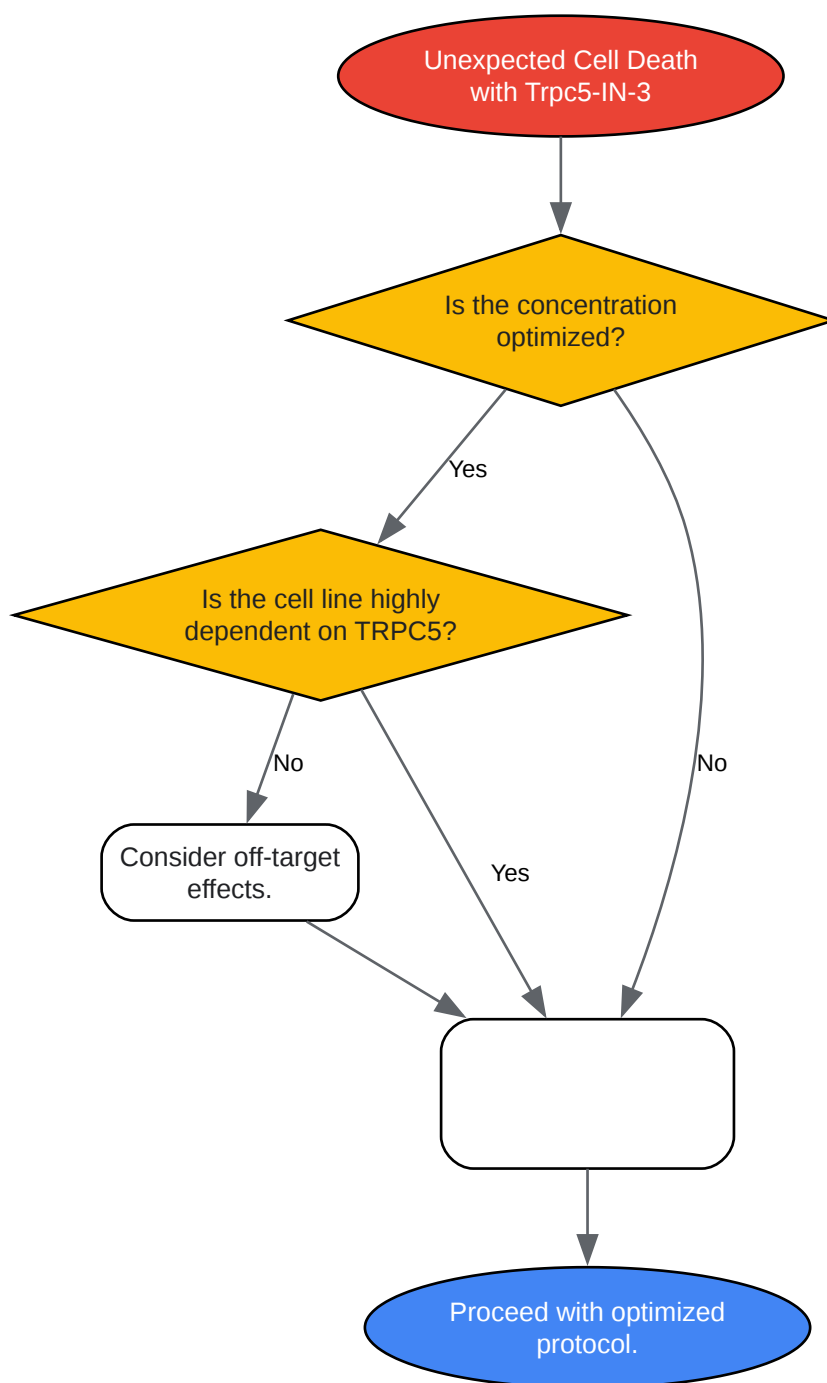 Unexpected Cell Death
with Trpc5-IN-3
Is the concentration
optimized?
Yes
Is the cell line highly
dependent on TRPC5?
No
No
Consider off-target
effects.
Yes
Proceed with optimized
protocol.